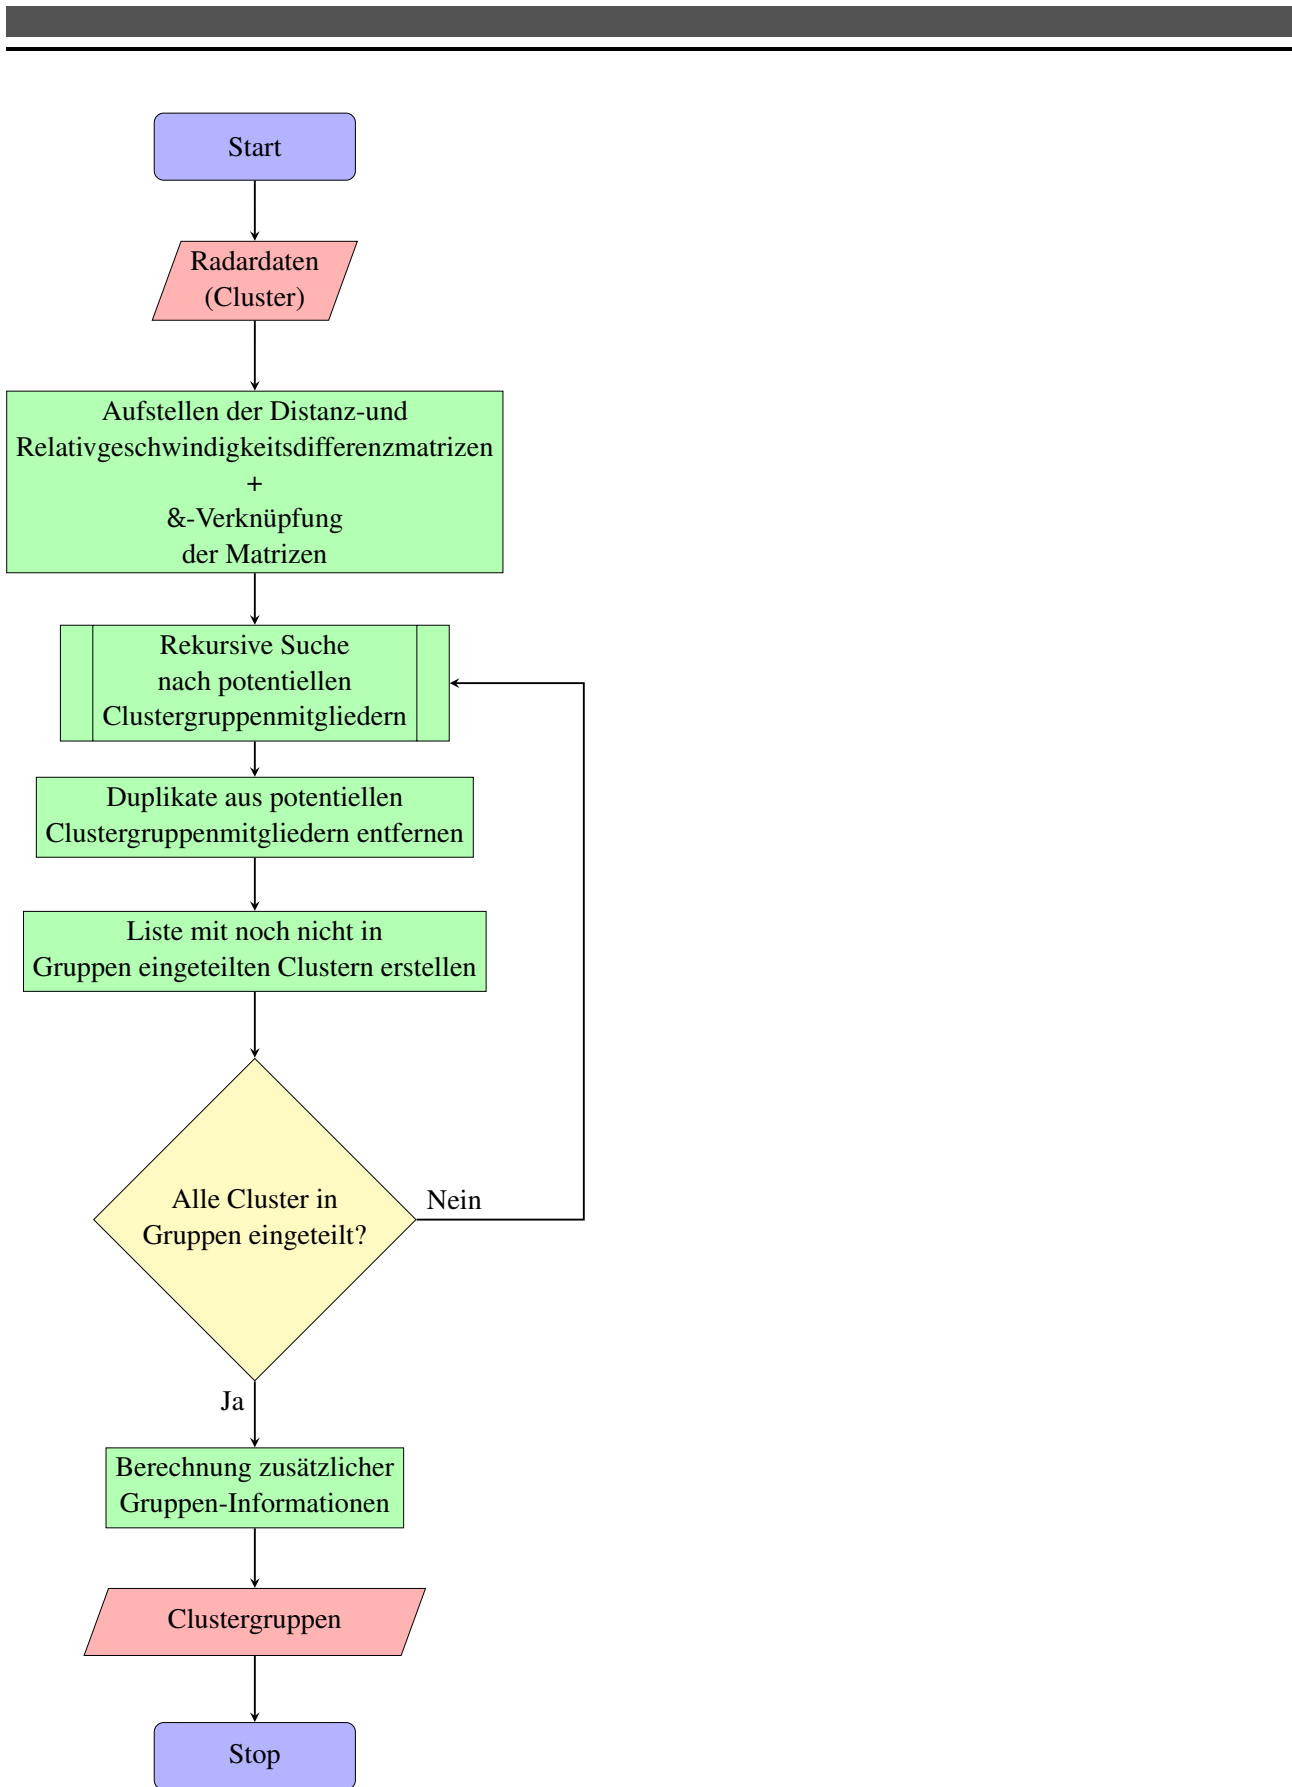 Start
Radardaten
(Cluster)
Aufstellen der Distanz-und
Relativgeschwindigkeitsdifferenzmatrizen
+
&-Verknüpfung
der Matrizen
Rekursive Suche
nach potentiellen
Clustergruppenmitgliedern
Duplikate aus potentiellen
Clustergruppenmitgliedern entfernen
Liste mit noch nicht in
Gruppen eingeteilten Clustern erstellen
Alle Cluster in
Gruppen eingeteilt?
Nein
Ja
Berechnung zusätzlicher
Gruppen-Informationen
Clustergruppen
Stop